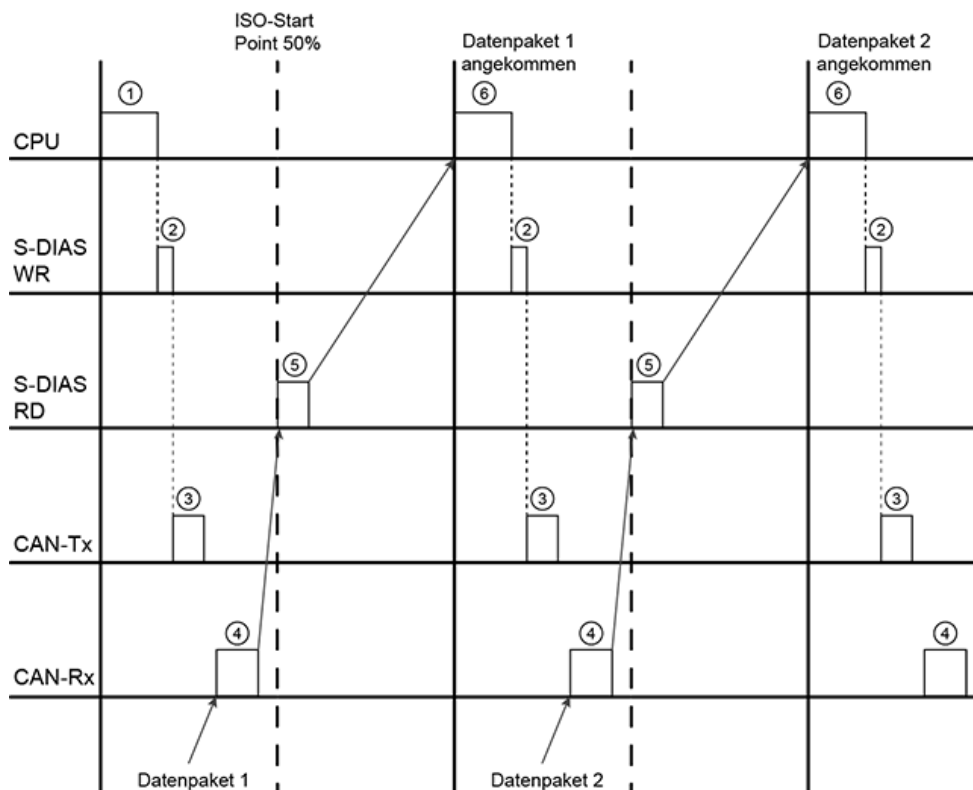 ISO-Start
Point 50%
Datenpaket 1
angekommen
Datenpaket 2
angekommen
1
6
6
CPU
2
2
2
S-DIAS
WR
5
5
S-DIAS
RD
3
3
3
CAN-Tx
4
4
4
CAN-Rx
Datenpaket 1
Datenpaket 2